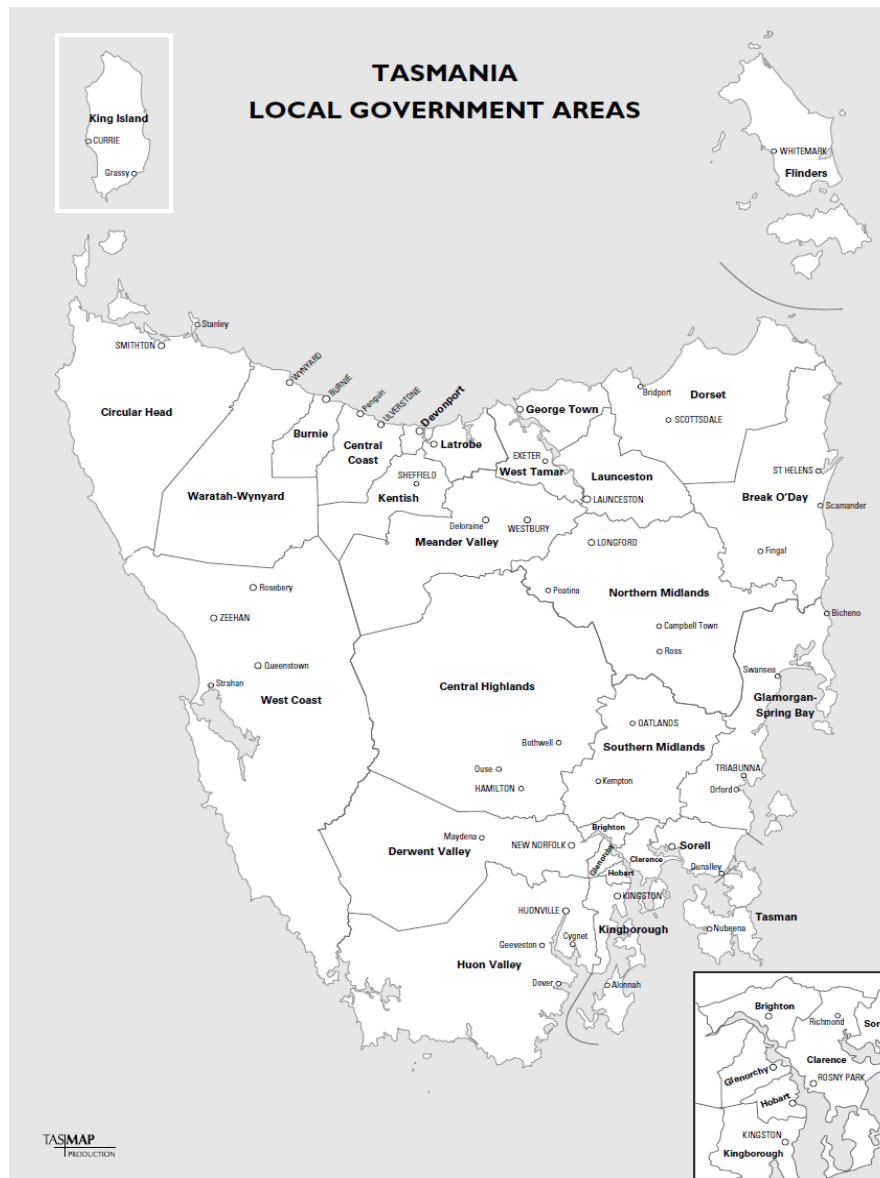 TASMANIA
LOCAL GOVERNMENT AREAS
King Island
CURRIE
Grassy
WHITEMARK
Flinders
Stanley
SMITHTON
WYNYARD
BURNIE
Penguin
ULVERSTONE
Devonport
Bridport
Dorset
George Town
Circular Head
SCOTTSDALE
Burnie
Central
Coast
Latrobe
EXETER
West Tamar
Launceston
ST HELENS
SHEFFIELD
Kentish
Waratah-Wynyard
LAUNCESTON
Break O'Day
Scamander
Deloraine
WESTBURY
Meander Valley
LONGFORD
Fingal
Rosebery
Poatina
Northern Midlands
ZEEHAN
Bicheno
Campbell Town
Ross
Queenstown
Swansea
Strahan
West Coast
Central Highlands
Glamorgan-
Spring Bay
OATLANDS
Bothwell
Southern Midlands
Ouse
HAMILTON
Kempton
TRIABUNNA
Orford
Brighton
Maydena
Derwent Valley
NEW NORFOLK
Glenorchy
Sorell
Clarence
Hobart
Dunalley
KINGSTON
HUONVILLE
Tasman
Cygnet
Kingborough
Nubeena
Geeveston
Huon Valley
Dover
Alonnah
Brighton
Richmond
Sor
Clarence
Glenorchy
ROSNY PARK
Hobart
KINGSTON
Kingborough
TASMAP
PRODUCTION